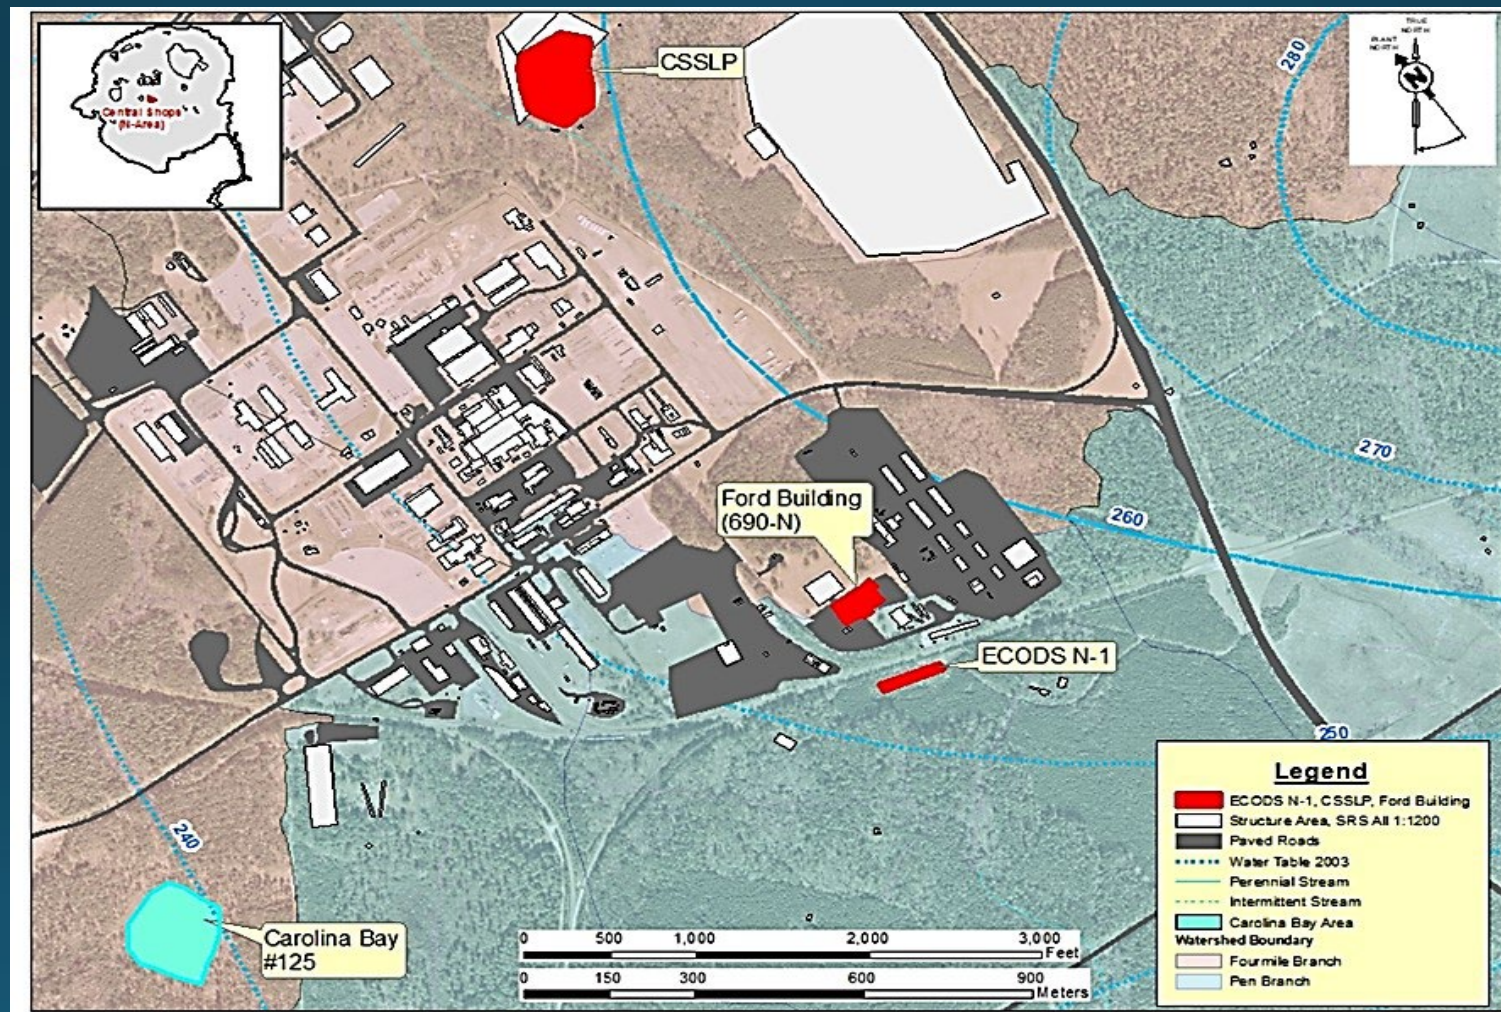 CSSLP
280
TRUE
NORTH
PLANT
NORTH
N
Central Shops
(N-Area)
270
260
Ford Building
(690-N)
ECODS N-1
250
240
Carolina Bay
#125
0 500 1,000 2,000 3,000
Feet
0 150 300 600 900
Meters
Legend
ECODS N-1, CSSLP, Ford Building
Structure Area, SRS All 1:1200
Paved Roads
Water Table 2003
Perennial Stream
Intermittent Stream
Carolina Bay Area
Watershed Boundary
Fourmile Branch
Pen Branch